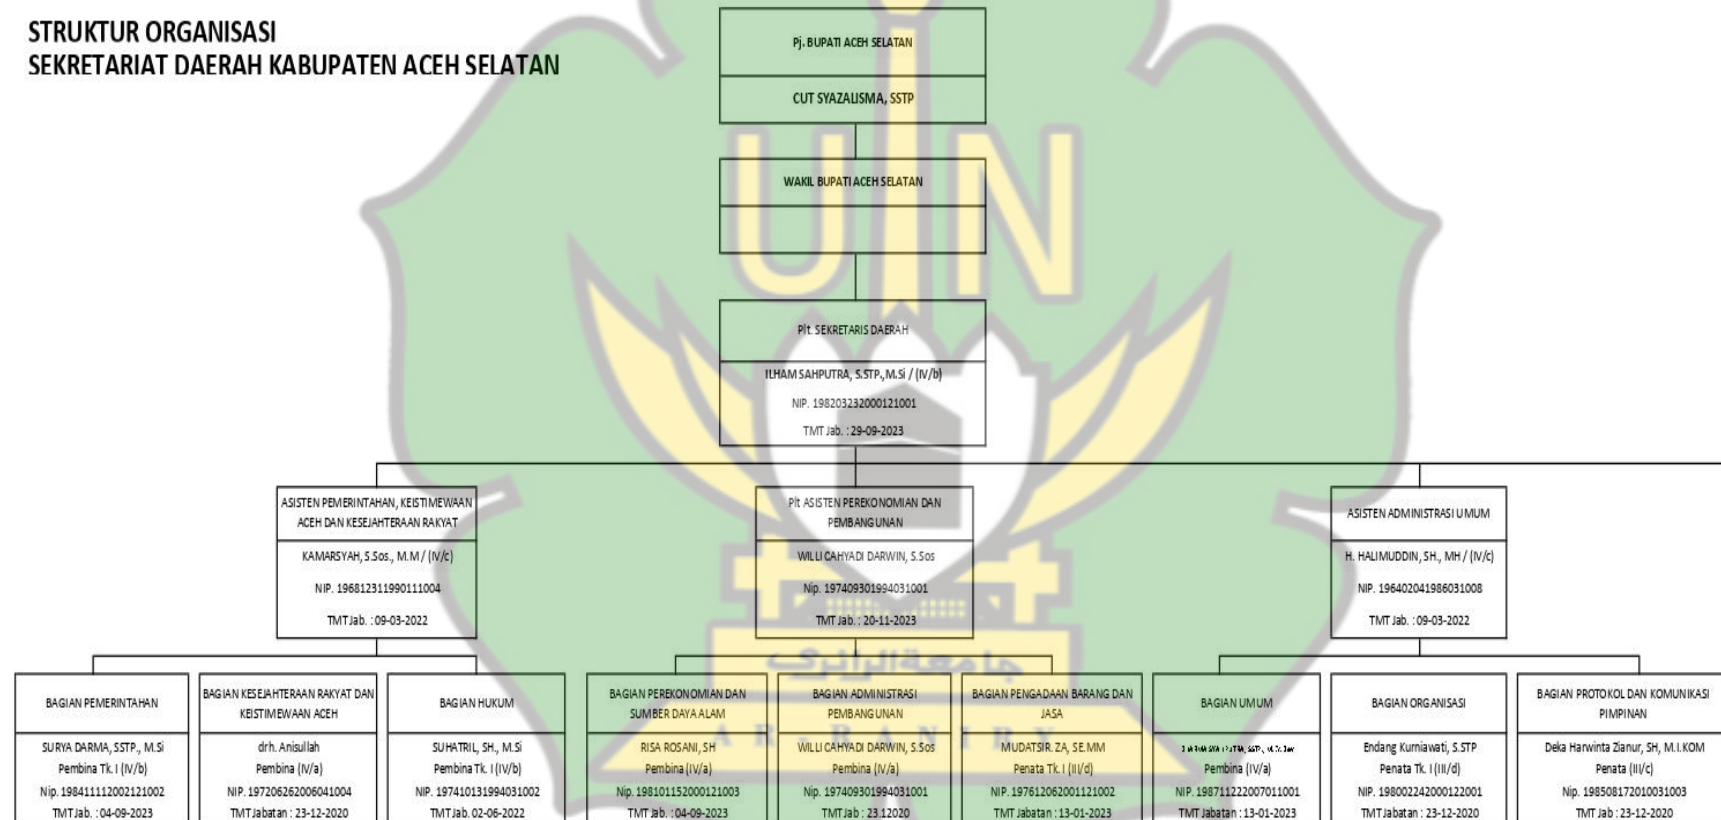 STRUKTUR ORGANISASI
SEKRETARIAT DAERAH KABUPATEN ACEH SELATAN
Pj. BUPATI ACEH SELATAN
CUT SYAZALISMA, SSTP
WAKIL BUPATI ACEH SELATAN
Plt. SEKRETARIS DAERAH
ILHAM SAHPUTRA, S.STP., M.Si / (IV/b)
NIP. 198203232000121001
TMT Jab. : 29-09-2023
ASISTEN PEMERINTAHAN, KEISTIMEWAAN
ACEH DAN KESEJAHTERAAN RAKYAT
KAMARSYAH, S.Sos., M.M / (IV/c)
NIP. 196812311990111004
TMT Jab. : 09-03-2022
Plt ASISTEN PEREKONOMIAN DAN
PEMBANGUNAN
WILLI CAHYADI DARWIN, S.Sos
Nip. 197409301994031001
TMT Jab. : 20-11-2023
ASISTEN ADMINISTRASI UMUM
H. HALIMUDDIN, SH., MH / (IV/c)
NIP. 196402041986031008
TMT Jab. : 09-03-2022
BAGIAN PEMERINTAHAN
SURYA DARMA, SSTP., M.Si
Pembina Tk. I (IV/b)
Nip. 198411112002121002
TMT Jab. : 04-09-2023
BAGIAN KESEJAHTERAAN RAKYAT DAN
KEISTIMEWAAN ACEH
drh. Anisullah
Pembina (IV/a)
NIP. 197206262006041004
TMT Jabatan : 23-12-2020
BAGIAN HUKUM
SUHATRIL, SH., M.Si
Pembina Tk. I (IV/b)
NIP. 197410131994031002
TMT Jab. 02-06-2022
BAGIAN PEREKONOMIAN DAN
SUMBER DAYA ALAM
RISA ROSANI, SH
Pembina (IV/a)
Nip. 198101152000121003
TMT Jab. : 04-09-2023
BAGIAN ADMINISTRASI
PEMBANGUNAN
WILLI CAHYADI DARWIN, S.Sos
Pembina (IV/a)
Nip. 197409301994031001
TMT Jab : 23.12020
BAGIAN PENGADAAN BARANG DAN
JASA
MUDATSIR. ZA, SE.MM
Penata Tk. I (III/d)
NIP. 197612062001121002
TMT Jabatan : 13-01-2023
BAGIAN UMUM
Pembina (IV/a)
NIP. 198711222007011001
TMT Jabatan : 13-01-2023
BAGIAN ORGANISASI
Endang Kurniawati, S.STP
Penata Tk. I (III/d)
NIP. 198002242000122001
TMT Jabatan : 23-12-2020
BAGIAN PROTOKOL DAN KOMUNIKASI
PIMPINAN
Deka Harwinta Zianur, SH, M.I.KOM
Penata (III/c)
Nip. 198508172010031003
TMT Jab : 23-12-2020
UIN
جامعة الرانري
AR-RANIRY